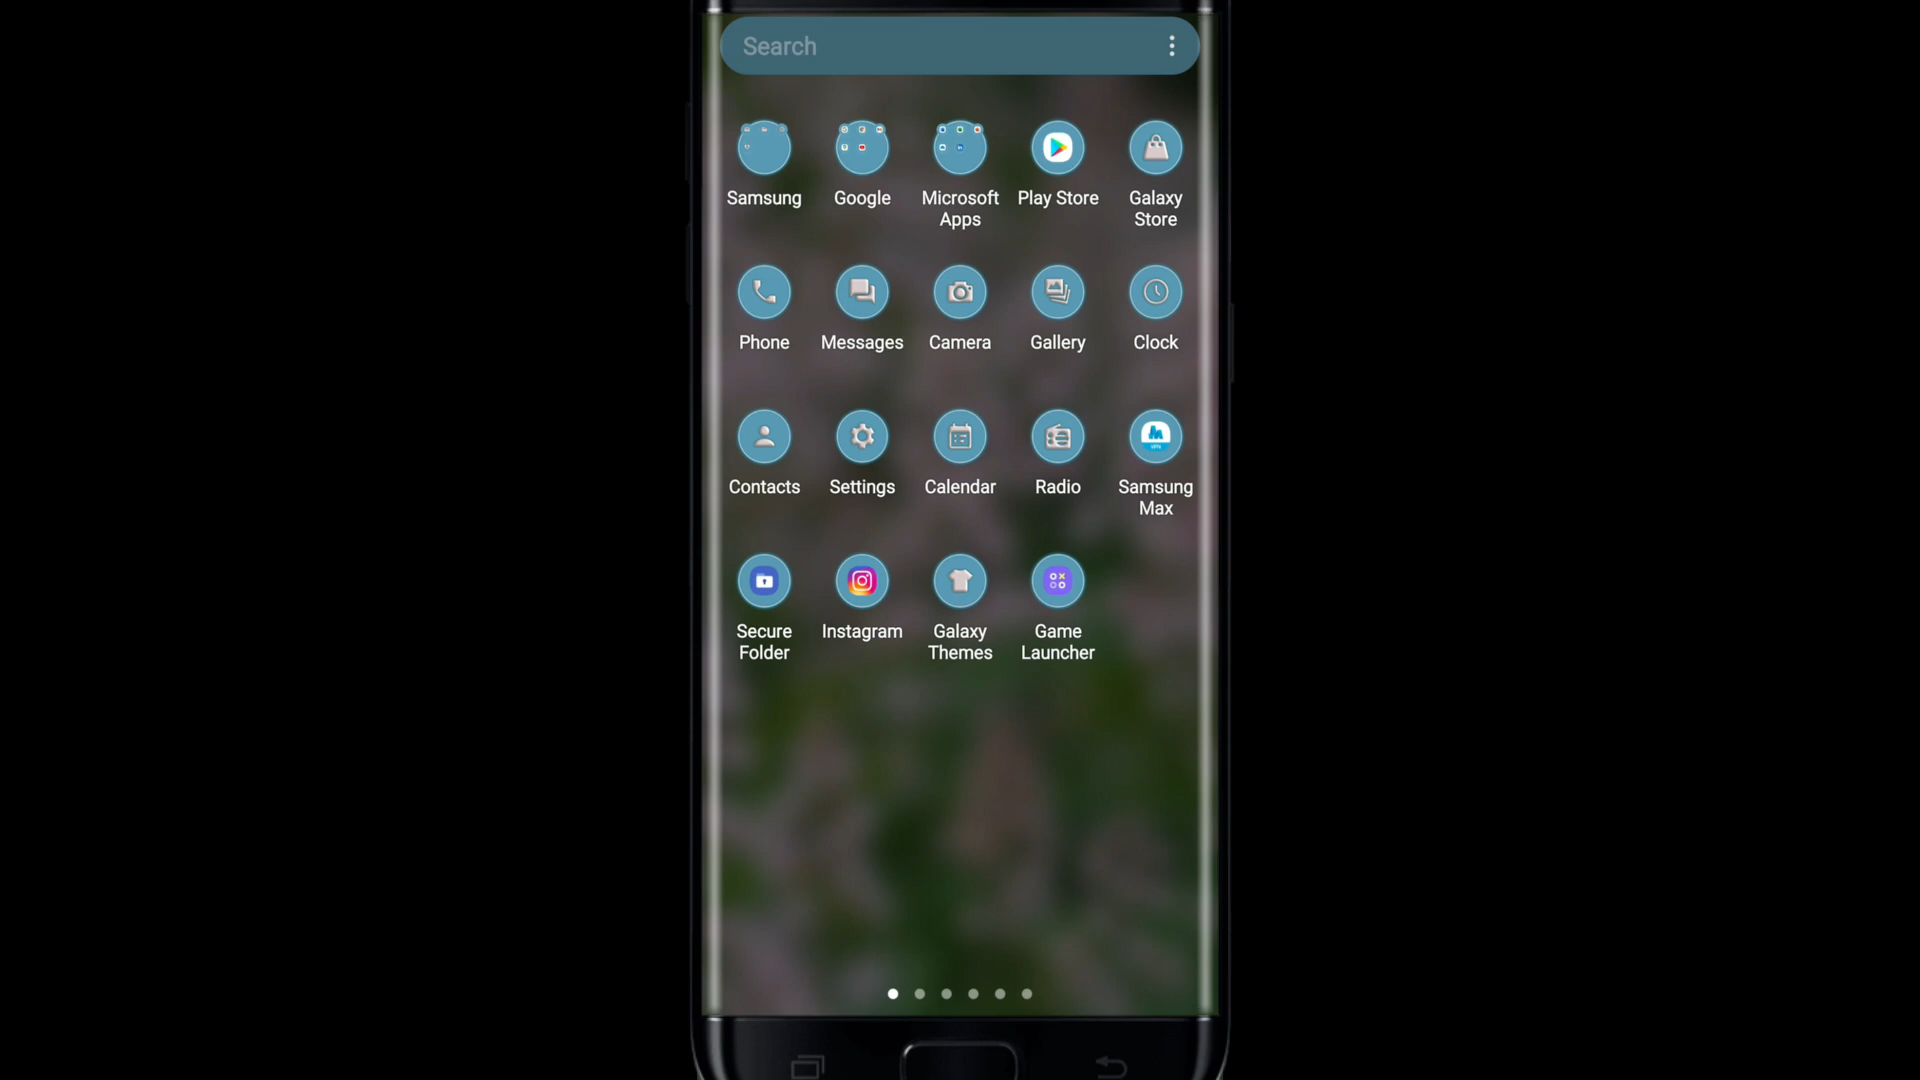 Search
Samsung
Google
Microsoft Apps
Play Store
Galaxy Store
Phone
Messages
Camera
Gallery
Clock
Contacts
Settings
Calendar
Radio
Samsung Max
Secure Folder
Instagram
Galaxy Themes
Game Launcher